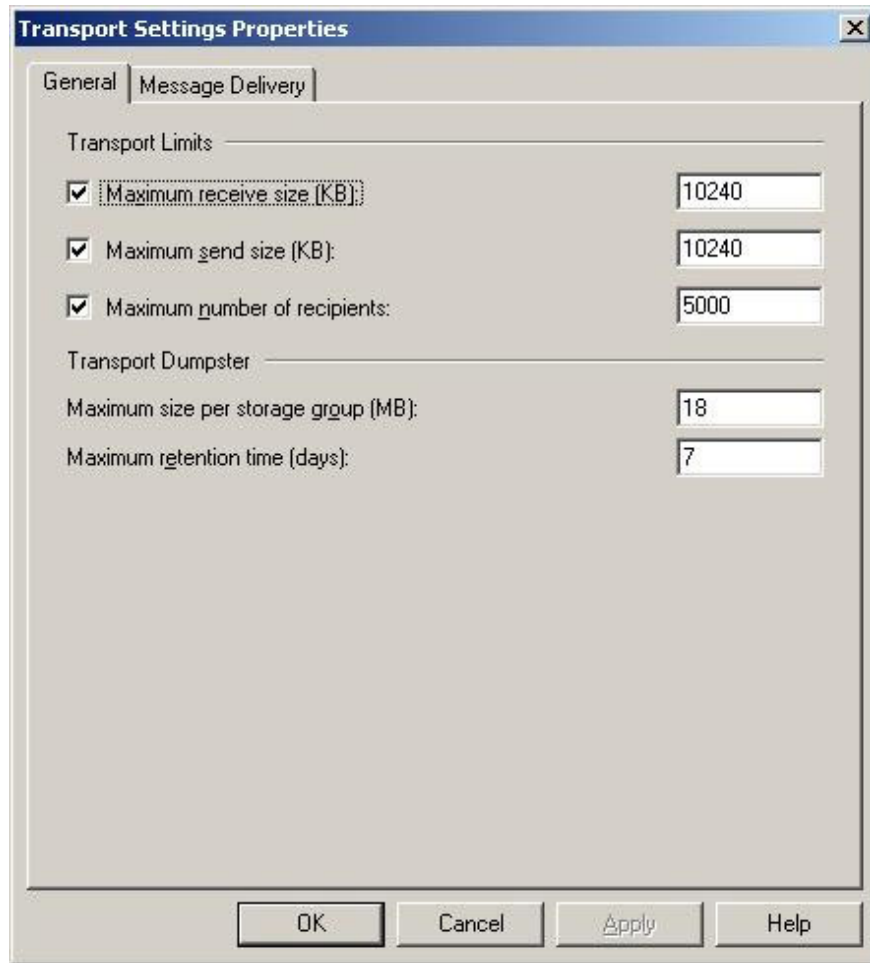 Transport Settings Properties
General Message Delivery
Transport Limits
Maximum receive size (KB): 10240
Maximum send size (KB): 10240
Maximum number of recipients: 5000
Transport Dumpster
Maximum size per storage group (MB): 18
Maximum retention time (days): 7
OK Cancel Apply Help